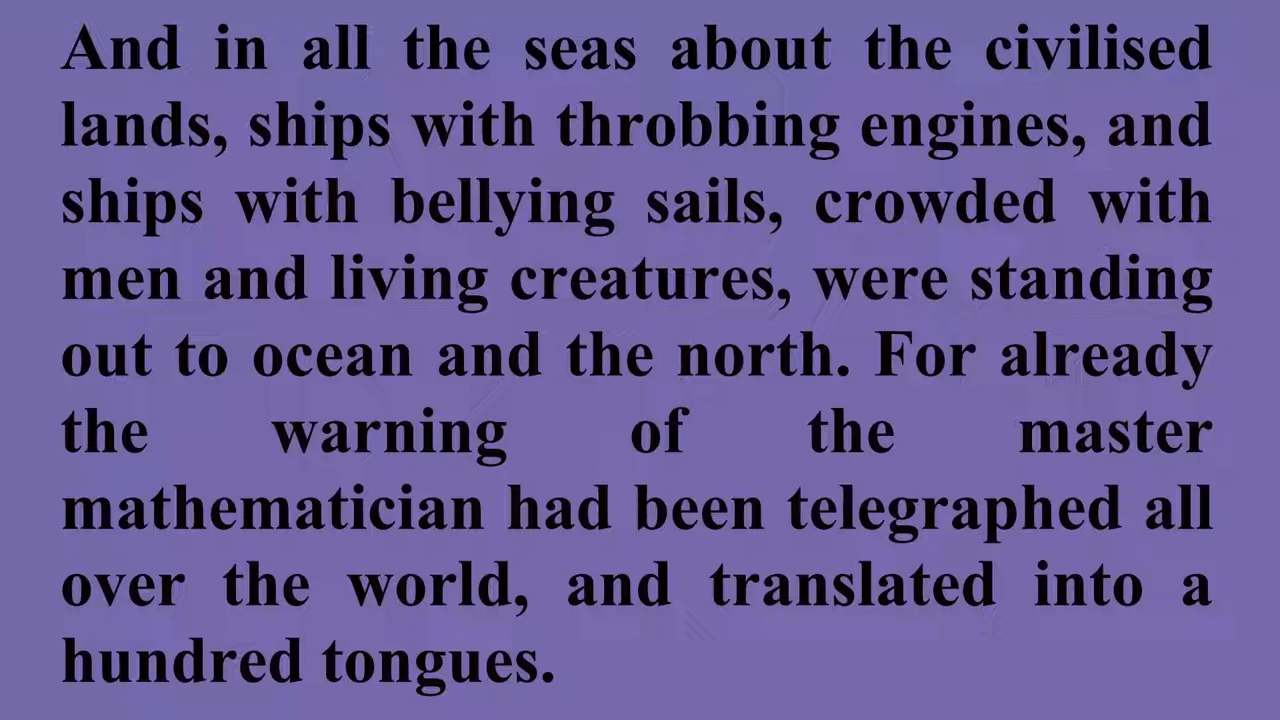 And in all the seas about the civilised
lands, ships with throbbing engines, and
ships with bellying sails, crowded with
men and living creatures, were standing
out to ocean and the north. For already
the warning of the master
mathematician had been telegraphed all
over the world, and translated into a
hundred tongues.